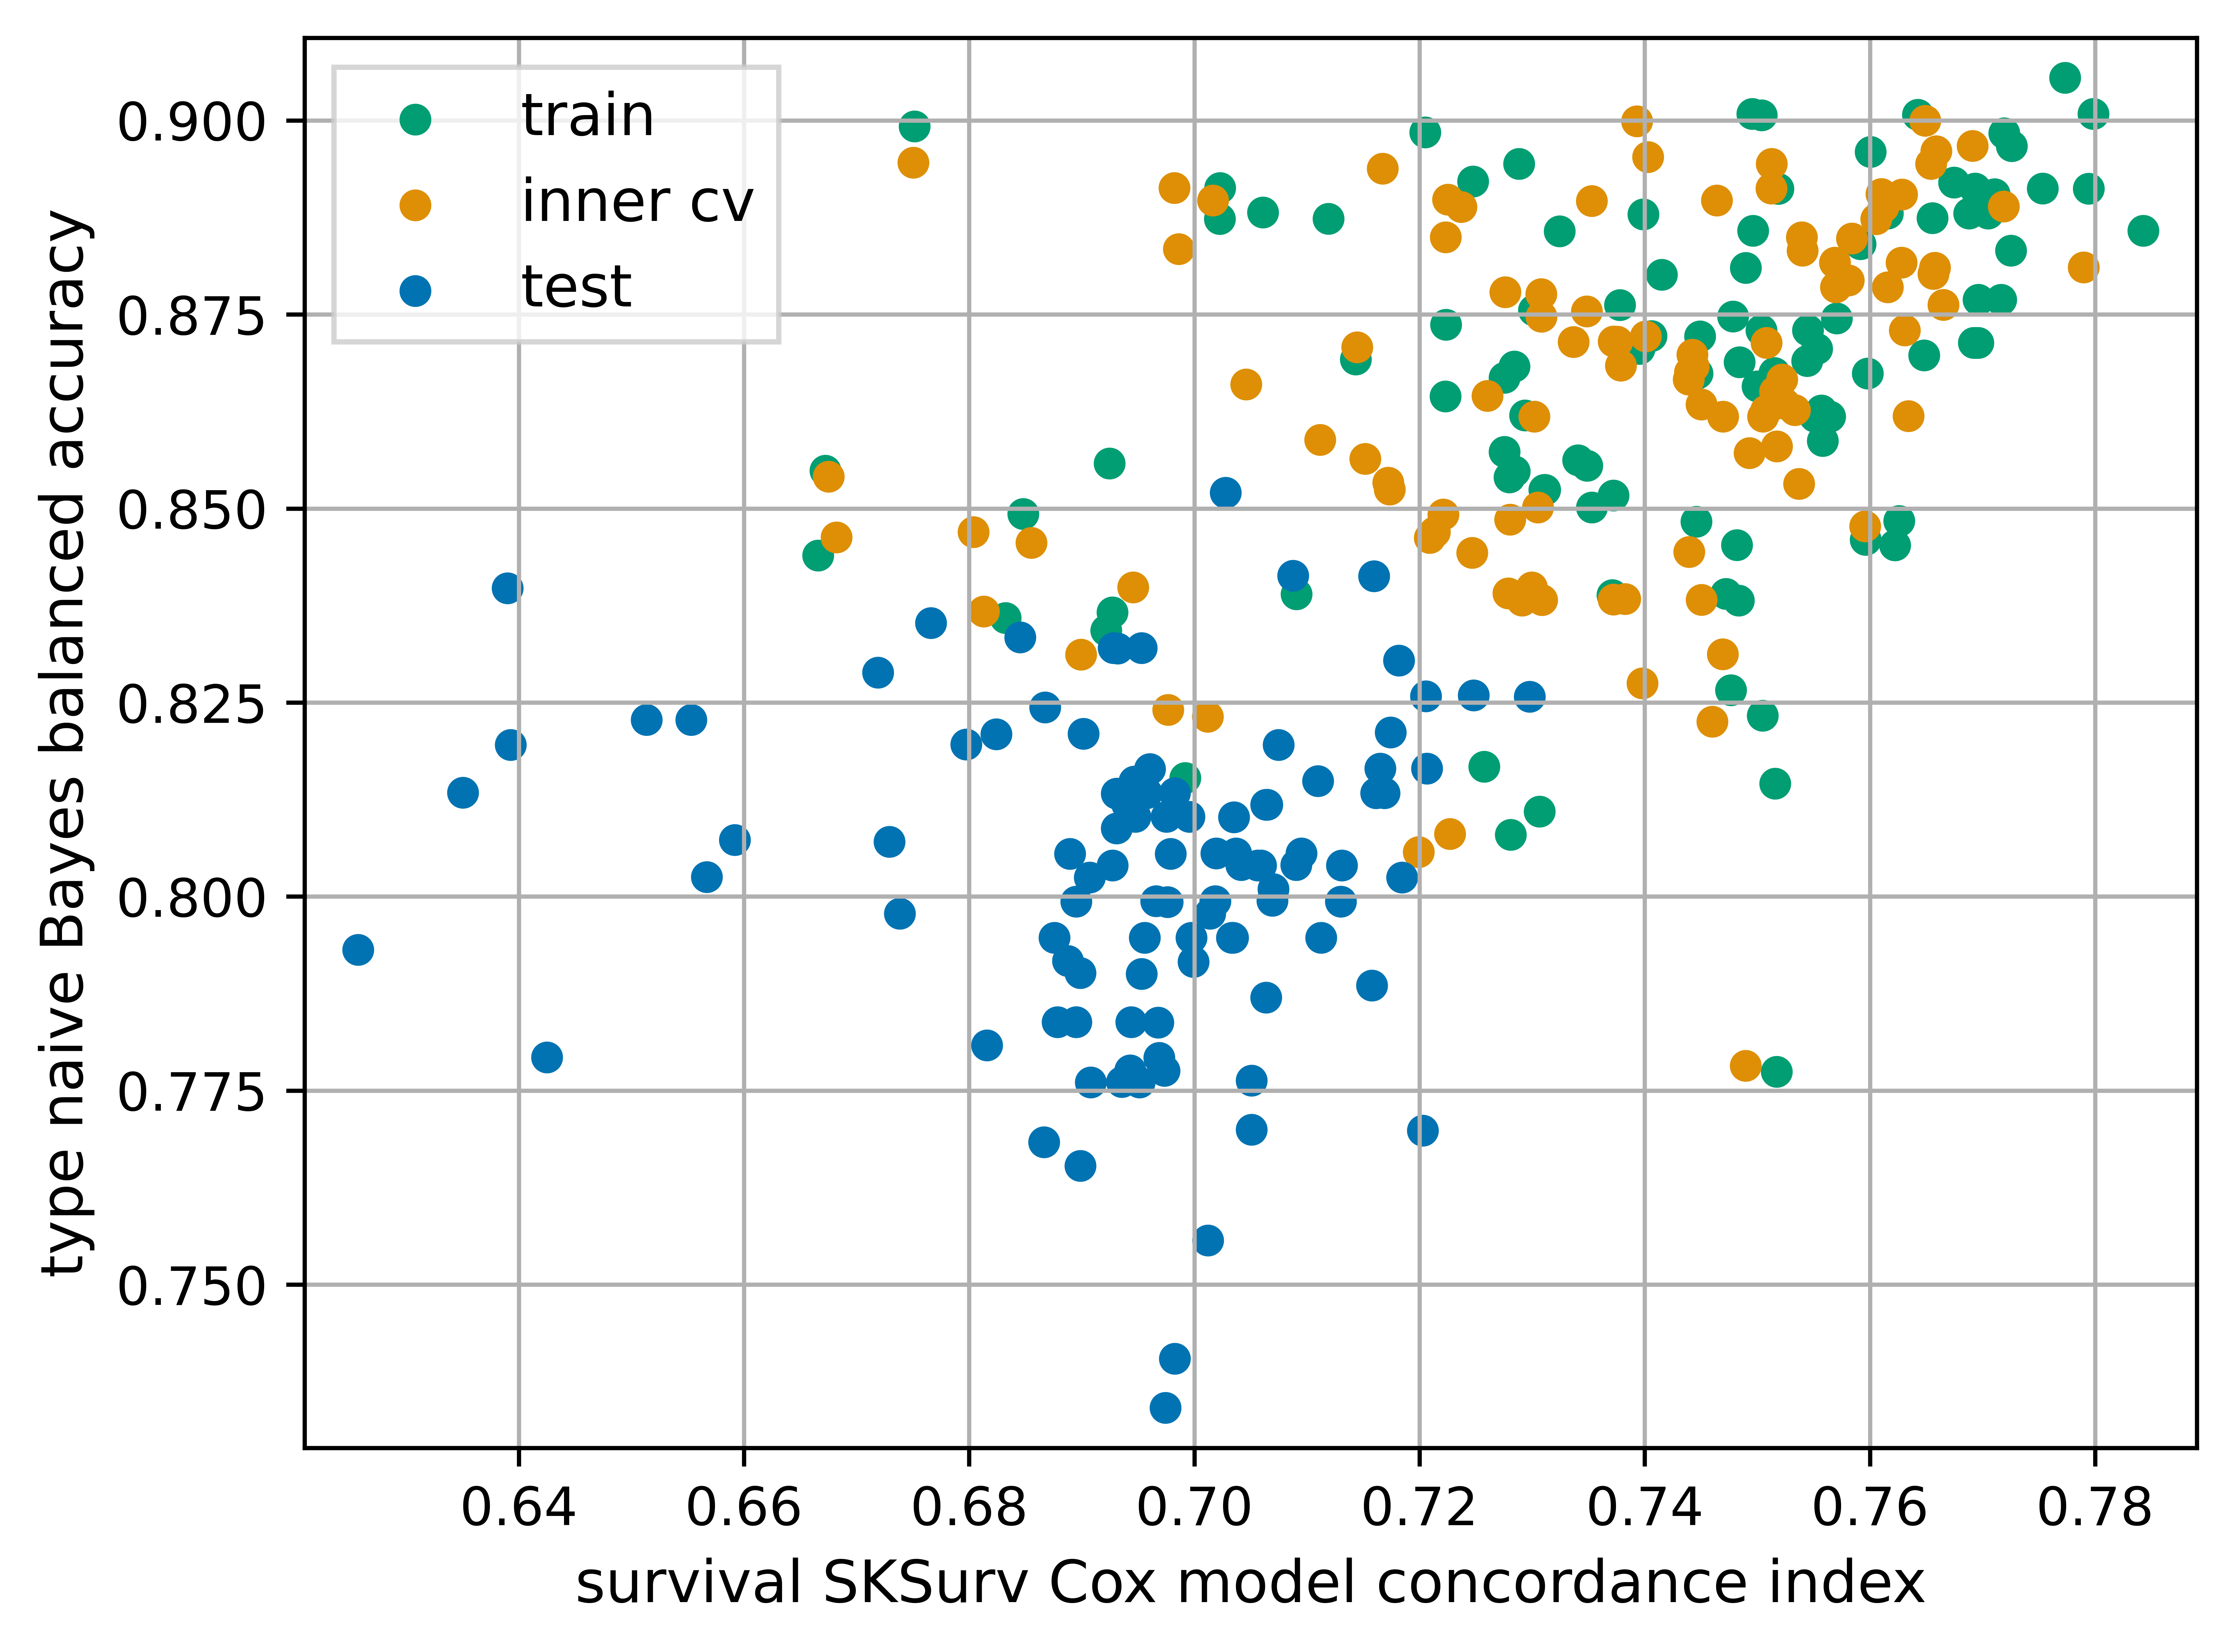 train
inner cv
test
0.900
0.875
0.850
0.825
0.800
0.775
0.750
type naive Bayes balanced accuracy
0.64 0.66 0.68 0.70 0.72 0.74 0.76 0.78
survival SKSurv Cox model concordance index